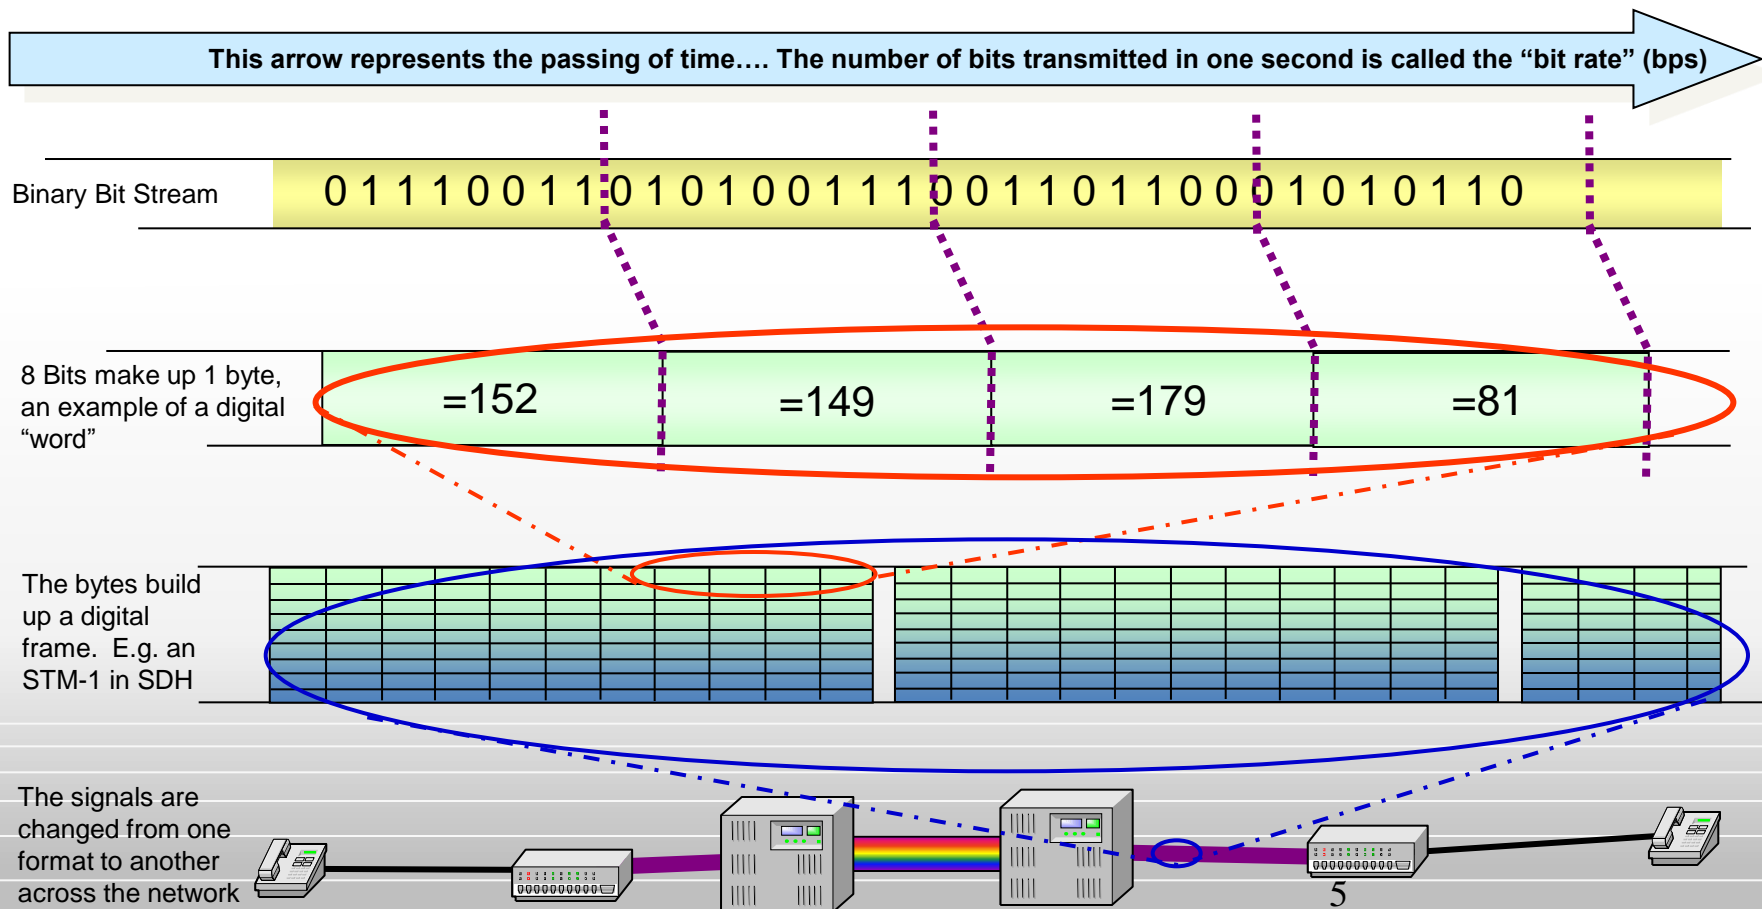 This arrow represents the passing of time…. The number of bits transmitted in one second is called the “bit rate” (bps)
Binary Bit Stream
0 1 1 1 0 0 1 1 0 1 0 1 0 0 1 1 1 0 0 1 1 0 1 1 0 0 0 1 0 1 0 1 1 0
8 Bits make up 1 byte,
an example of a digital
“word”
=152
=149
=179
=81
The bytes build
up a digital
frame. E.g. an
STM-1 in SDH
The signals are
changed from one
format to another
across the network
5